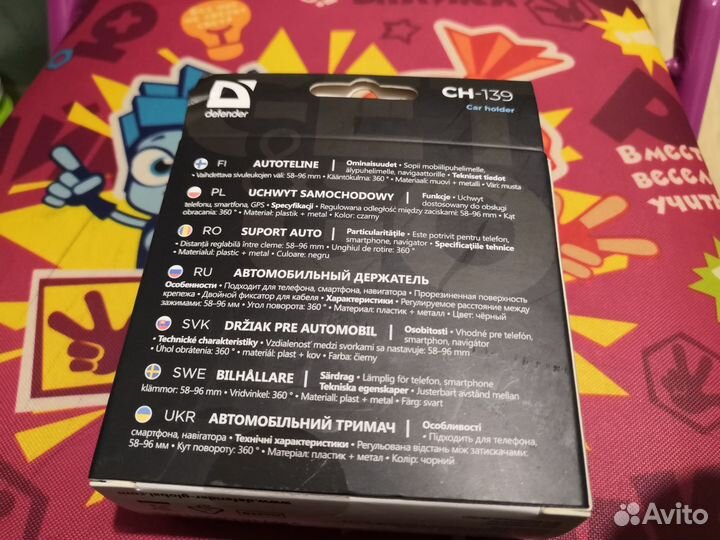 defender
CH-139
Car holder
FI AUTOTELINE
Ominaisuudet • Sopii mobiilipuhelimelle,
älypuhelimelle, navigaattorille • Tekniset tiedot
• Vaihdettava sivuleukojen väli: 58–96 mm • Kääntökulma: 360° • Materiaali: muovi + metalli • Väri: musta
PL UCHWYT SAMOCHODOWY
Funkcje • Uchwyt
dostosowany do obsługi
telefonu, smartfona, GPS • Specyfikacji • Regulowana odległość między zaciskami: 58–96 mm • Kąt
obracania: 360° • Materiał: plastik + metal • Kolor: czarny
RO SUPORT AUTO
Particularităţile • Este potrivit pentru telefon,
smartphone, navigator • Specificaţiile tehnice
• Distanţă reglabilă între cleme: 58–96 mm • Unghiul de rotire: 360°
• Materialul: plastic + metal • Culoare: negru
RU АВТОМОБИЛЬНЫЙ ДЕРЖАТЕЛЬ
Особенности • Подходит для телефона, смартфона, навигатора • Прорезиненная поверхность
крепежа • Двойной фиксатор для кабеля • Характеристики • Регулируемое расстояние между
зажимами: 58–96 мм • Угол поворота: 360° • Материал: пластик + металл • Цвет: чёрный
SVK DRŽIAK PRE AUTOMOBIL
Osobitosti • Vhodné pre telefón,
smartphon, navigátor
• Technické charakteristiky • Vzdialenosť medzi svorkami sa nastavuje: 58–96 mm •
Uhol obrátenia: 360° • materiál: plast + kov • Farba: čierny
SWE BILHÅLLARE
Särdrag • Lämplig för telefon, smartphone
Tekniska egenskaper • Justerbart avstånd mellan
klämmor: 58–96 mm • Vridvinkel: 360° • Material: plast + metall • Färg: svart
UKR АВТОМОБІЛЬНИЙ ТРИМАЧ
Особливості
• Підходить для телефона,
смартфона, навігатора • Технічні характеристики • Регульована відстань між затискачами:
58–96 мм • Кут повороту: 360° • Матеріал: пластик + метал • Колір: чорний
www.defender-global.com
Вмест
весел
учить
Avito